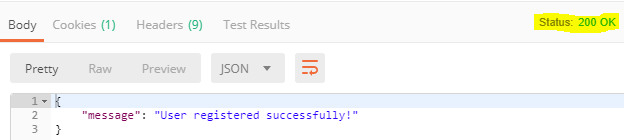 Body Cookies (1) Headers (9) Test Results Status: 200 OK
Pretty Raw Preview JSON
1 {
2 "message": "User registered successfully!"
3 }